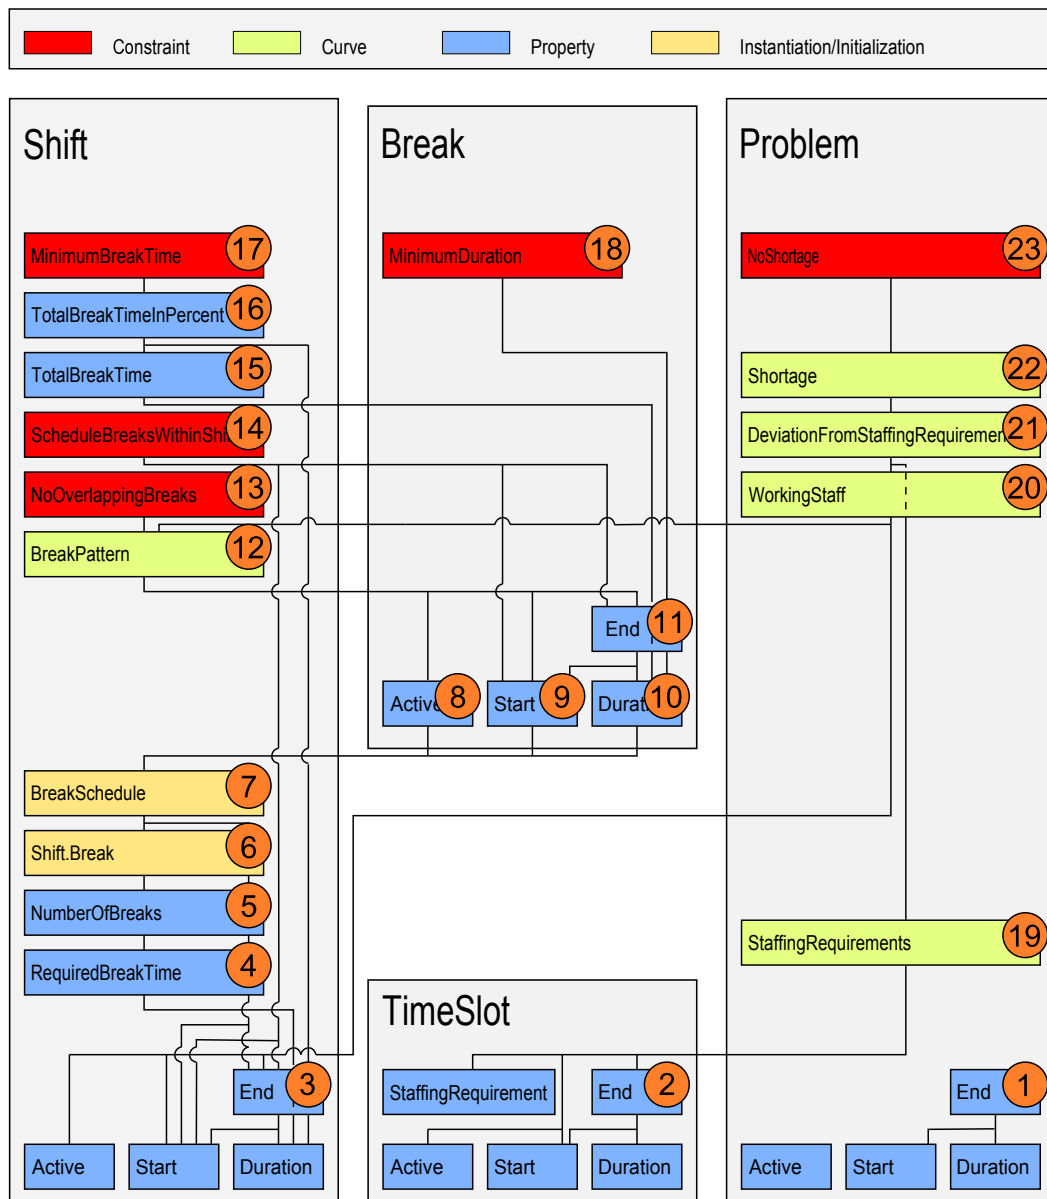 Constraint
Curve
Property
Instantiation/Initialization
Shift
MinimumBreakTime
17
TotalBreakTimeInPercent
16
TotalBreakTime
15
ScheduleBreaksWithinShi
14
NoOverlappingBreaks
13
BreakPattern
12
BreakSchedule
7
Shift.Break
6
NumberOfBreaks
5
RequiredBreakTime
4
End
3
Active
Start
Duration
Break
MinimumDuration
18
End
11
Active
8
Start
9
Duration
10
TimeSlot
StaffingRequirement
End
2
Active
Start
Duration
Problem
NoShortage
23
Shortage
22
DeviationFromStaffingRequiremen
21
WorkingStaff
20
StaffingRequirements
19
End
1
Active
Start
Duration